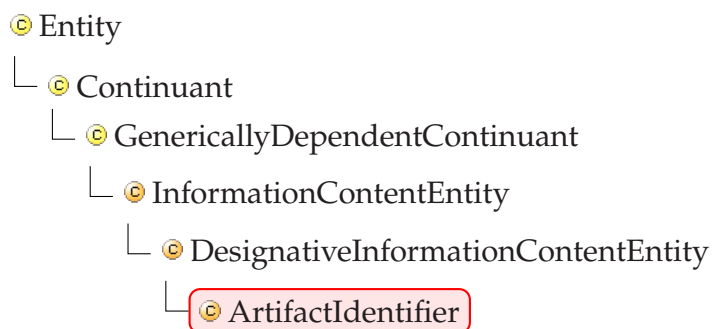 C Entity
C Continuant
C GenericallyDependentContinuant
C InformationContentEntity
C DesignativeInformationContentEntity
C ArtifactIdentifier